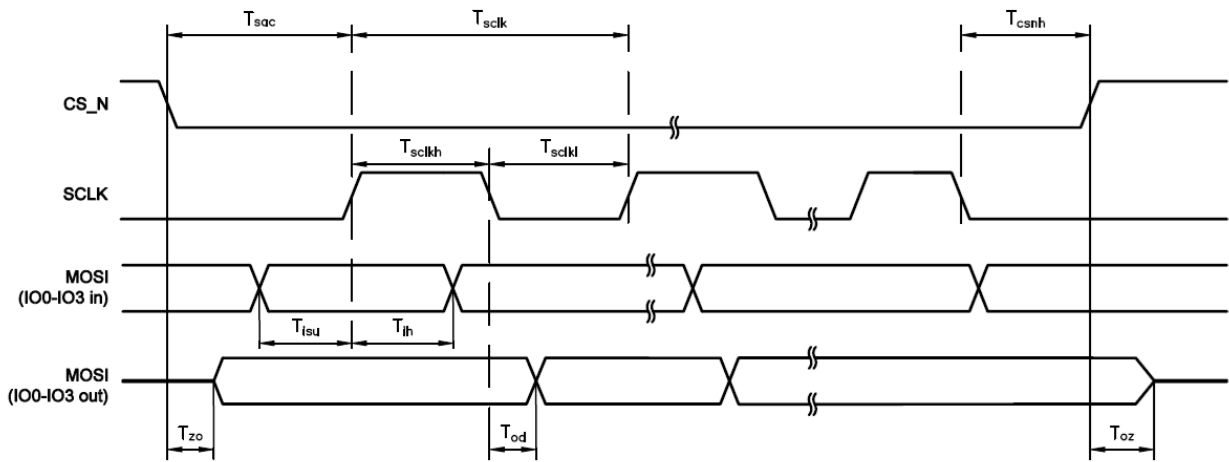 Tsac
Tsclk
Tcsnh
CS_N
Tsclkh
Tsclkl
SCLK
MOSI
(IO0-IO3 in)
Tisu
Tih
MOSI
(IO0-IO3 out)
Tzo
Tod
Toz